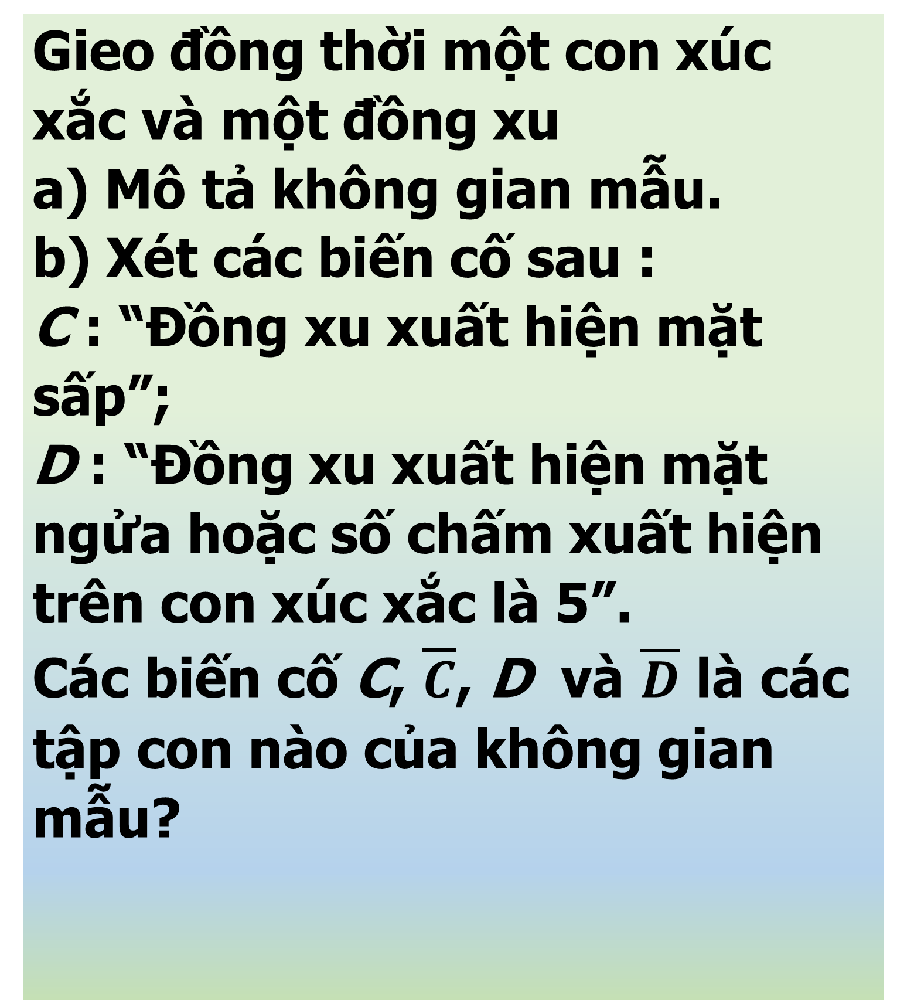 Gieo đồng thời một con xúc
xắc và một đồng xu
a) Mô tả không gian mẫu.
b) Xét các biến cố sau :
C : “Đồng xu xuất hiện mặt
sấp”;
D : “Đồng xu xuất hiện mặt
ngửa hoặc số chấm xuất hiện
trên con xúc xắc là 5”.
Các biến cố C, C̅, D và D̅ là các
tập con nào của không gian
mẫu?